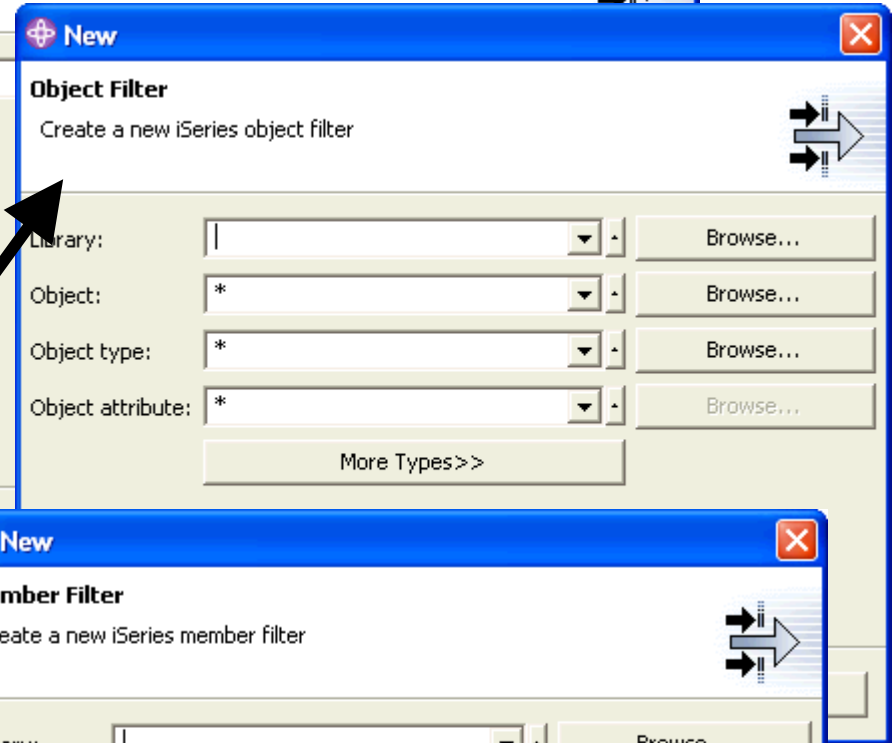 New
Object Filter
Create a new iSeries object filter
Library: Browse...
Object: * Browse...
Object type: * Browse...
Object attribute: * Browse...
More Types>>
New
mber Filter
eate a new iSeries member filter
Browse